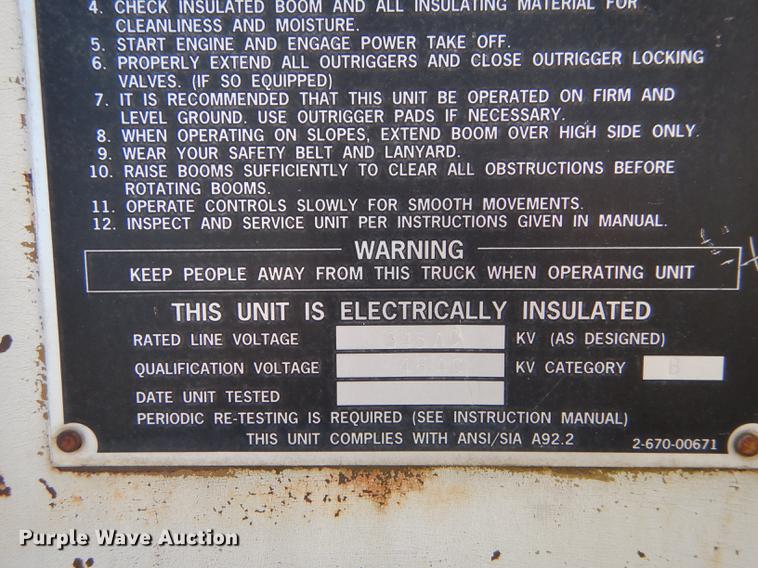 4. CHECK INSULATED BOOM AND ALL INSULATING MATERIAL FOR
CLEANLINESS AND MOISTURE.
5. START ENGINE AND ENGAGE POWER TAKE OFF.
6. PROPERLY EXTEND ALL OUTRIGGERS AND CLOSE OUTRIGGER LOCKING
VALVES. (IF SO EQUIPPED)
7. IT IS RECOMMENDED THAT THIS UNIT BE OPERATED ON FIRM AND
LEVEL GROUND. USE OUTRIGGER PADS IF NECESSARY.
8. WHEN OPERATING ON SLOPES, EXTEND BOOM OVER HIGH SIDE ONLY.
9. WEAR YOUR SAFETY BELT AND LANYARD.
10. RAISE BOOMS SUFFICIENTLY TO CLEAR ALL OBSTRUCTIONS BEFORE
ROTATING BOOMS.
11. OPERATE CONTROLS SLOWLY FOR SMOOTH MOVEMENTS.
12. INSPECT AND SERVICE UNIT PER INSTRUCTIONS GIVEN IN MANUAL.
WARNING
KEEP PEOPLE AWAY FROM THIS TRUCK WHEN OPERATING UNIT
THIS UNIT IS ELECTRICALLY INSULATED
RATED LINE VOLTAGE KV (AS DESIGNED)
QUALIFICATION VOLTAGE KV CATEGORY B
DATE UNIT TESTED
PERIODIC RE-TESTING IS REQUIRED (SEE INSTRUCTION MANUAL)
THIS UNIT COMPLIES WITH ANSI/SIA A92.2 2-670-00671
Purple Wave Auction